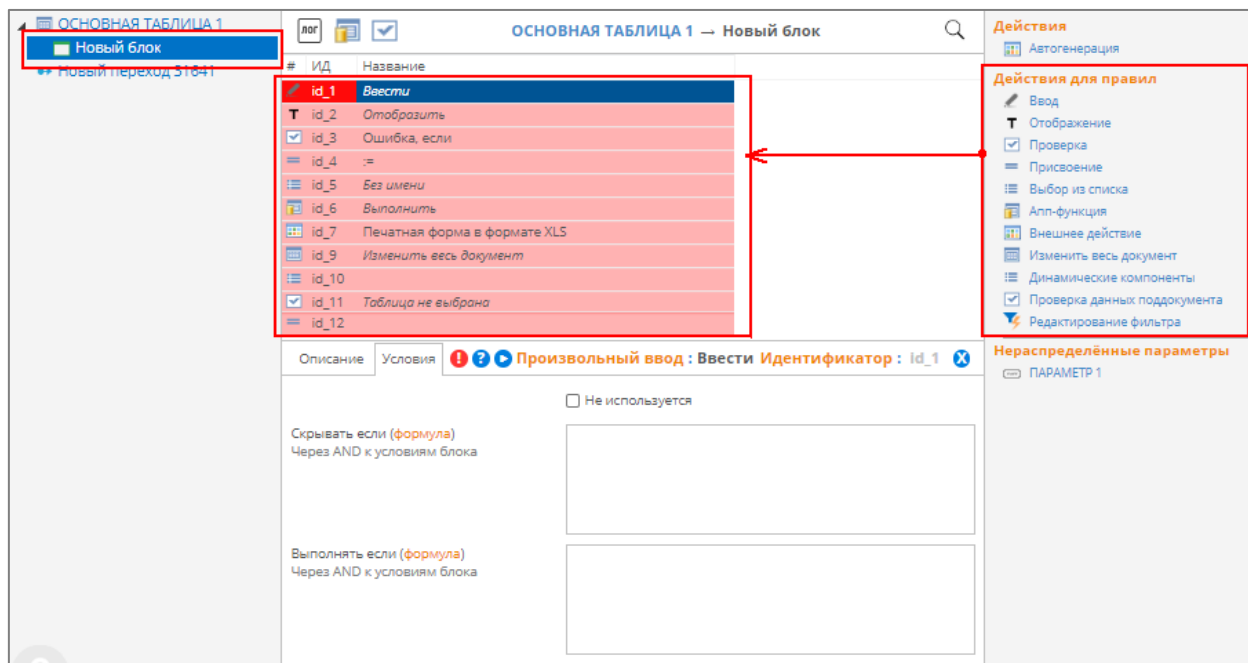 ОСНОВНАЯ ТАБЛИЦА 1
Новый блок
Новый переход 31641
лог
ОСНОВНАЯ ТАБЛИЦА 1 → Новый блок
# ИД Название
id_1 Ввести
T id_2 Отобразить
id_3 Ошибка, если
id_4 :=
id_5 Без имени
id_6 Выполнить
id_7 Печатная форма в формате XLS
id_9 Изменить весь документ
id_10
id_11 Таблица не выбрана
id_12
Описание Условия Произвольный ввод : Ввести Идентификатор : id_1
Не используется
Скрывать если (формула)
Через AND к условиям блока
Выполнять если (формула)
Через AND к условиям блока
Действия
Автогенерация
Действия для правил
Ввод
T Отображение
Проверка
Присвоение
Выбор из списка
Апп-функция
Внешнее действие
Изменить весь документ
Динамические компоненты
Проверка данных поддокумента
Редактирование фильтра
Нераспределённые параметры
ПАРАМЕТР 1